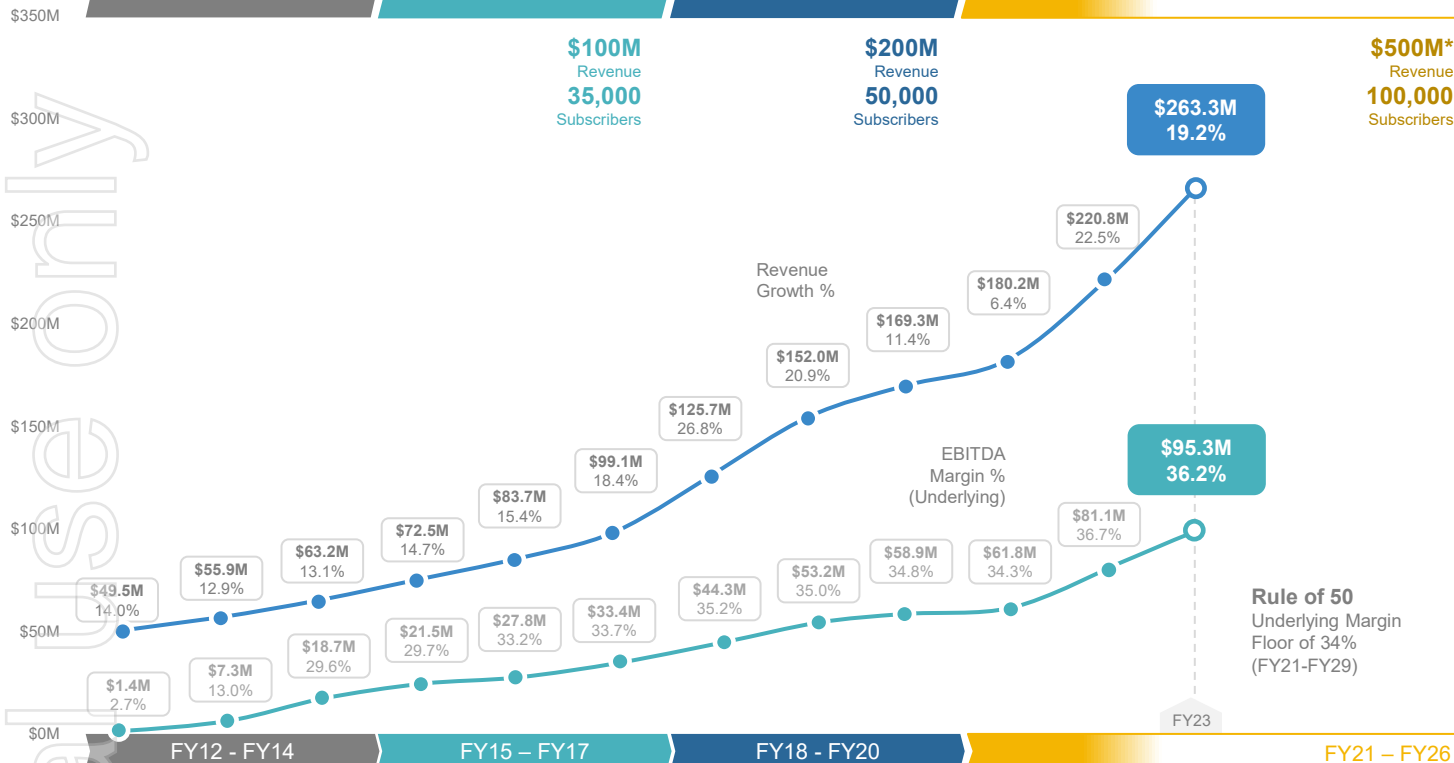 $350M
$100M
Revenue
35,000
Subscribers
$200M
Revenue
50,000
Subscribers
$500M*
Revenue
100,000
Subscribers
$263.3M
19.2%
$300M
$250M
$220.8M
22.5%
Revenue
Growth %
$180.2M
6.4%
$200M
$169.3M
11.4%
$152.0M
20.9%
$150M
$125.7M
26.8%
$99.1M
18.4%
EBITDA
Margin %
(Underlying)
$95.3M
36.2%
$83.7M
15.4%
$100M
$72.5M
14.7%
$63.2M
13.1%
$55.9M
12.9%
$49.5M
14.0%
$81.1M
36.7%
$61.8M
34.3%
$58.9M
34.8%
$53.2M
35.0%
$44.3M
35.2%
$33.4M
33.7%
$27.8M
33.2%
$21.5M
29.7%
$18.7M
29.6%
$7.3M
13.0%
$1.4M
2.7%
$50M
Rule of 50
Underlying Margin
Floor of 34%
(FY21-FY29)
$0M
FY23
FY12 - FY14
FY15 – FY17
FY18 - FY20
FY21 – FY26
al use only